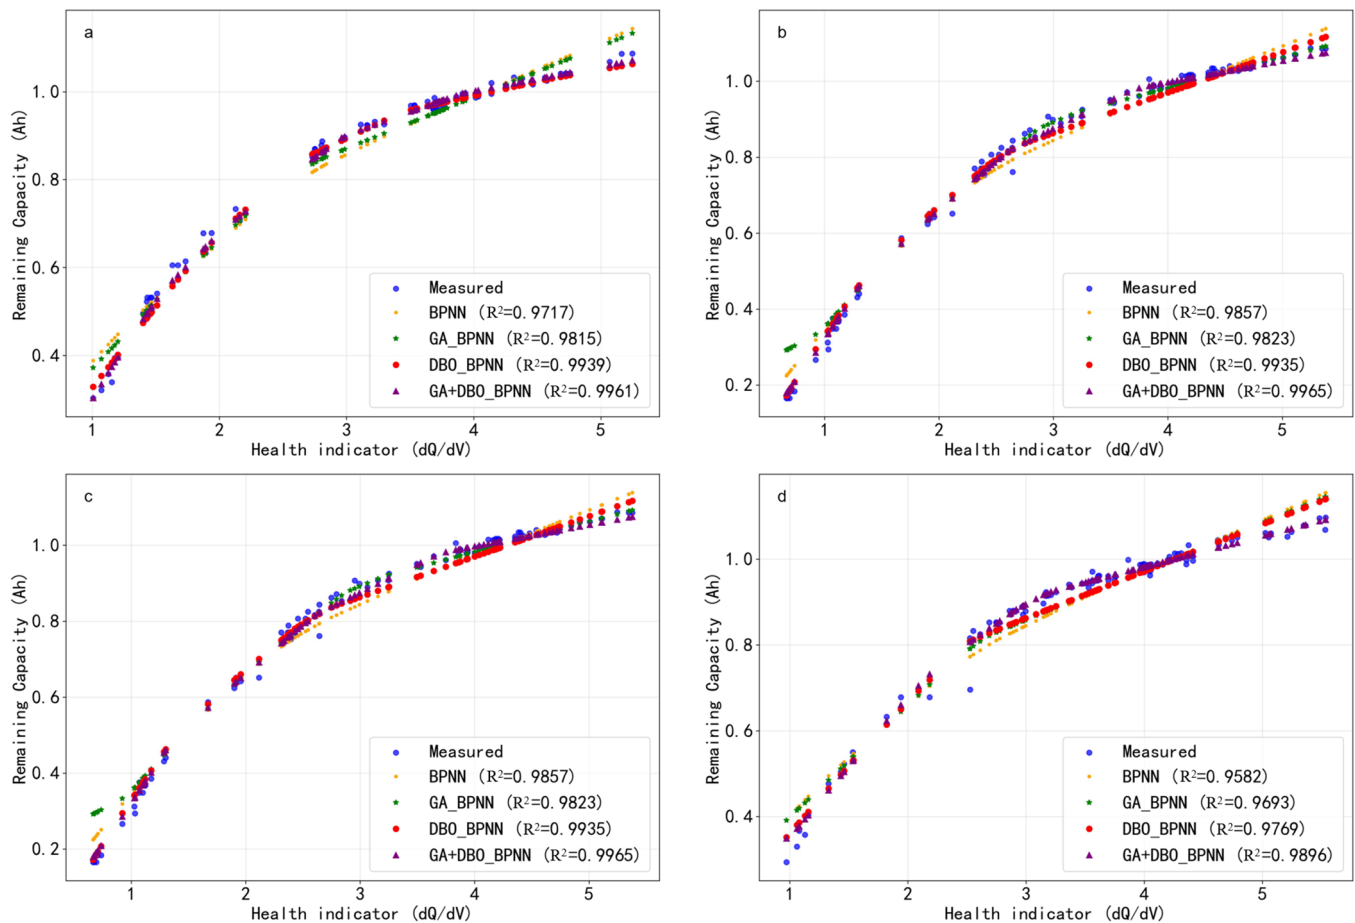 a
1.0
0.8
0.6
0.4
Remaining Capacity (Ah)
Measured
BPNN (R²=0.9717)
GA_BPNN (R²=0.9815)
DBO_BPNN (R²=0.9939)
GA+DBO_BPNN (R²=0.9961)
1 2 3 4 5
Health indicator (dQ/dV)
b
1.0
0.8
0.6
0.4
0.2
Remaining Capacity (Ah)
Measured
BPNN (R²=0.9857)
GA_BPNN (R²=0.9823)
DBO_BPNN (R²=0.9935)
GA+DBO_BPNN (R²=0.9965)
1 2 3 4 5
Health indicator (dQ/dV)
c
1.0
0.8
0.6
0.4
0.2
Remaining Capacity (Ah)
Measured
BPNN (R²=0.9857)
GA_BPNN (R²=0.9823)
DBO_BPNN (R²=0.9935)
GA+DBO_BPNN (R²=0.9965)
1 2 3 4 5
Health indicator (dQ/dV)
d
1.0
0.8
0.6
0.4
Remaining Capacity (Ah)
Measured
BPNN (R²=0.9582)
GA_BPNN (R²=0.9693)
DBO_BPNN (R²=0.9769)
GA+DBO_BPNN (R²=0.9896)
1 2 3 4 5
Health indicator (dQ/dV)